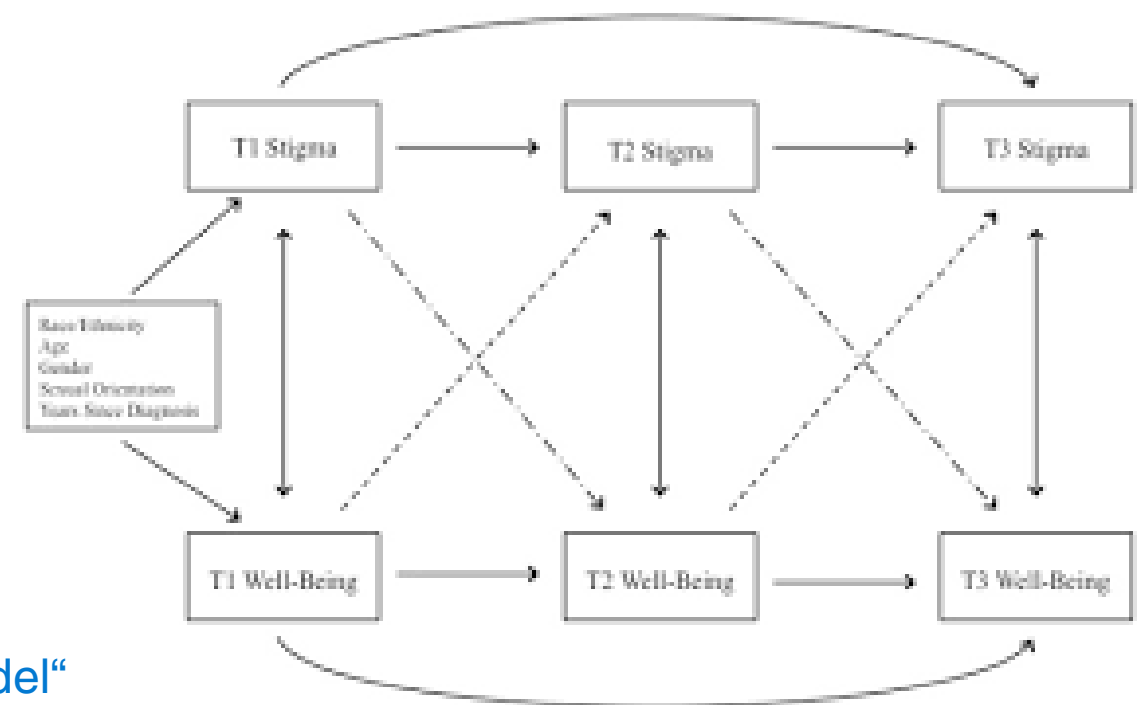 T1 Stigma
T2 Stigma
T3 Stigma
Race Ethnicity
Age
Gender
Sexual Orientation
Years Since Diagnosis
T1 Well-Being
T2 Well-Being
T3 Well-Being
del“